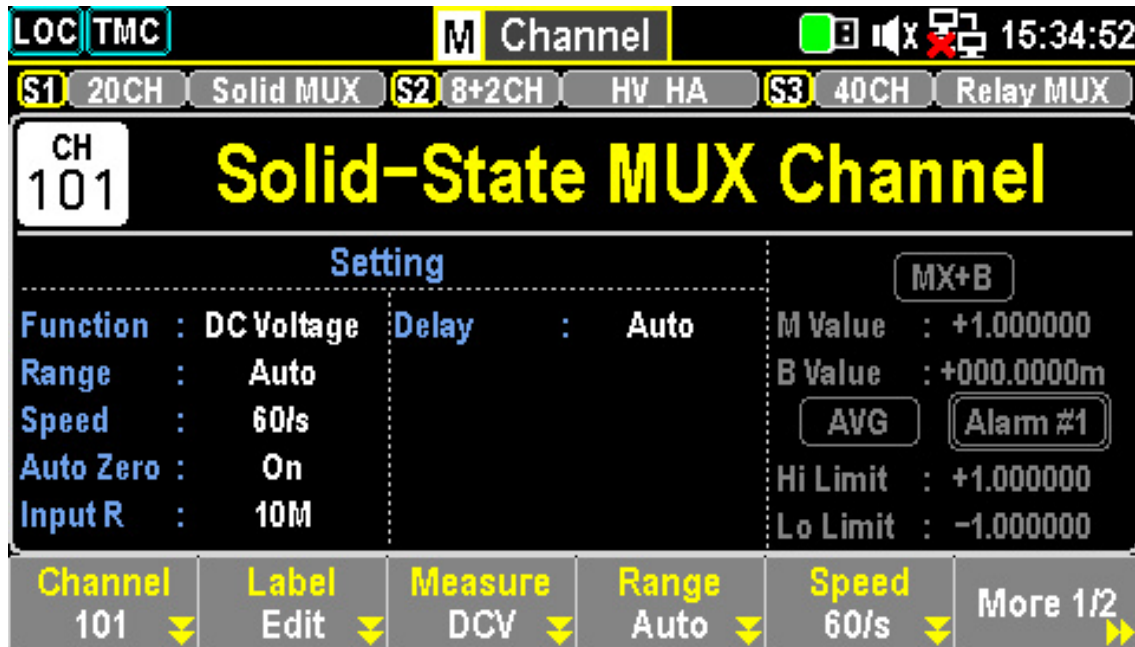 LOC TMC M Channel 15:34:52
S1 20CH Solid MUX S2 8+2CH HV_HA S3 40CH Relay MUX
CH
101
Solid-State MUX Channel
Setting
Function : DC Voltage
Range : Auto
Speed : 60/s
Auto Zero : On
Input R : 10M
Delay : Auto
MX+B
M Value : +1.000000
B Value : +000.0000m
AVG Alarm #1
Hi Limit : +1.000000
Lo Limit : -1.000000
Channel
101
Label
Edit
Measure
DCV
Range
Auto
Speed
60/s
More 1/2